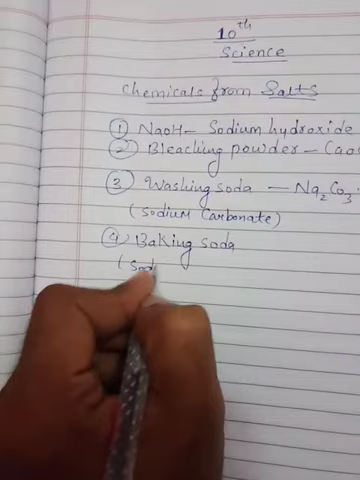 10th
Science
Chemicals from Salts
① NaOH - Sodium hydroxide
② Bleaching powder - Cao
③ Washing soda - Na2CO3.
(Sodium Carbonate)
④ Baking soda
(Sod